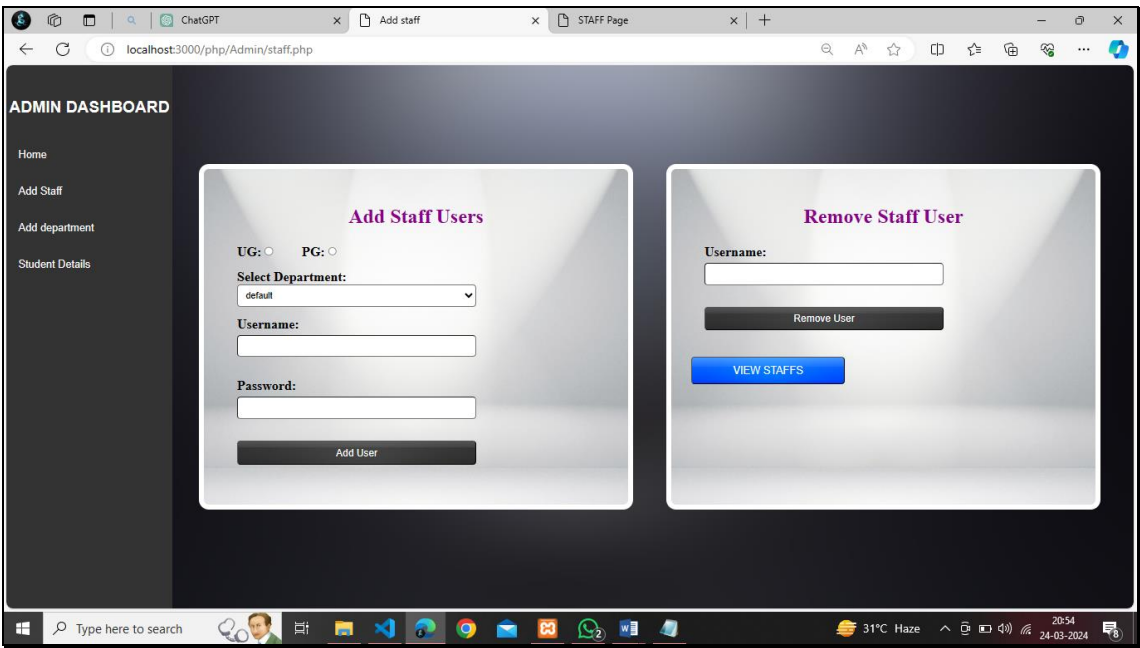 ChatGPT
Add staff
STAFF Page
localhost:3000/php/Admin/staff.php
ADMIN DASHBOARD
Home
Add Staff
Add department
Student Details
Add Staff Users
UG: PG:
Select Department:
default
Username:
Password:
Add User
Remove Staff User
Username:
Remove User
VIEW STAFFS
Type here to search
2
31°C Haze
20:54
24-03-2024
8